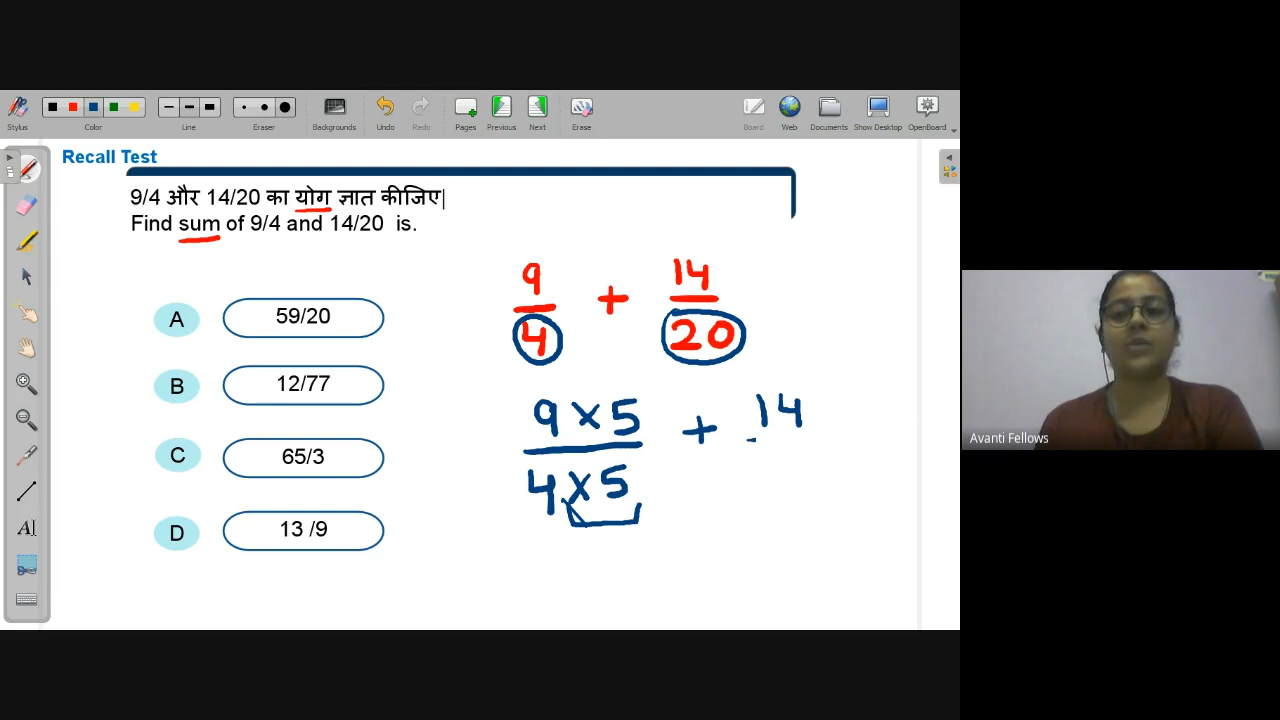 Stylus Color Line Eraser Backgrounds Undo Redo Pages Previous Next Erase Board Web Documents Show Desktop OpenBoard
Recall Test
9/4 और 14/20 का योग ज्ञात कीजिए|
Find sum of 9/4 and 14/20 is.
A 59/20
B 12/77
C 65/3
D 13 /9
9 14
+
4 20
9 × 5 + 14
4 × 5
Avanti Fellows